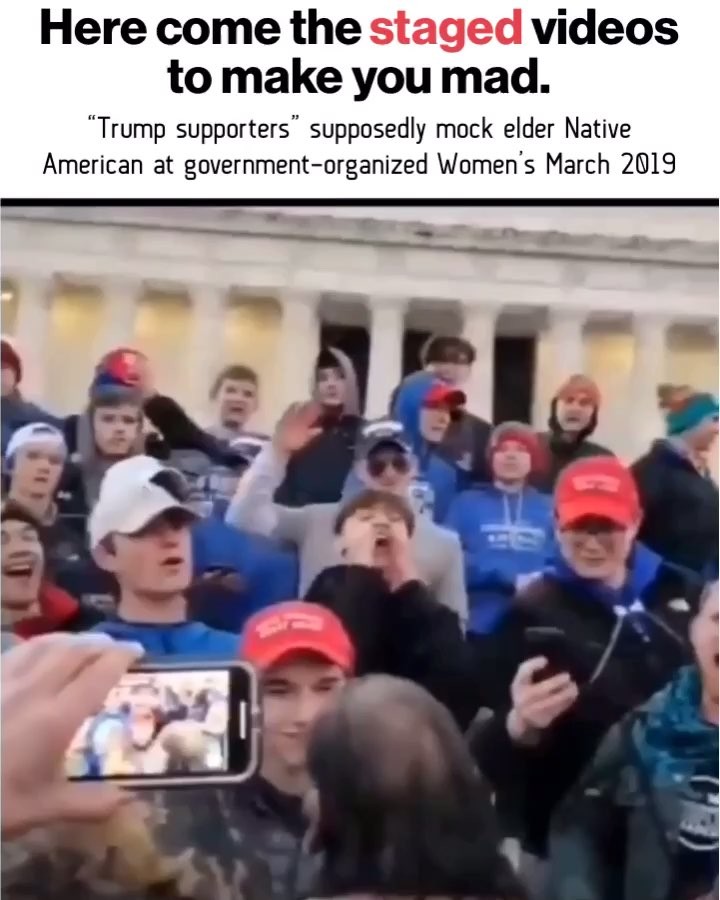 Here come the staged videos
to make you mad.
“Trump supporters” supposedly mock elder Native
American at government-organized Women’s March 2019